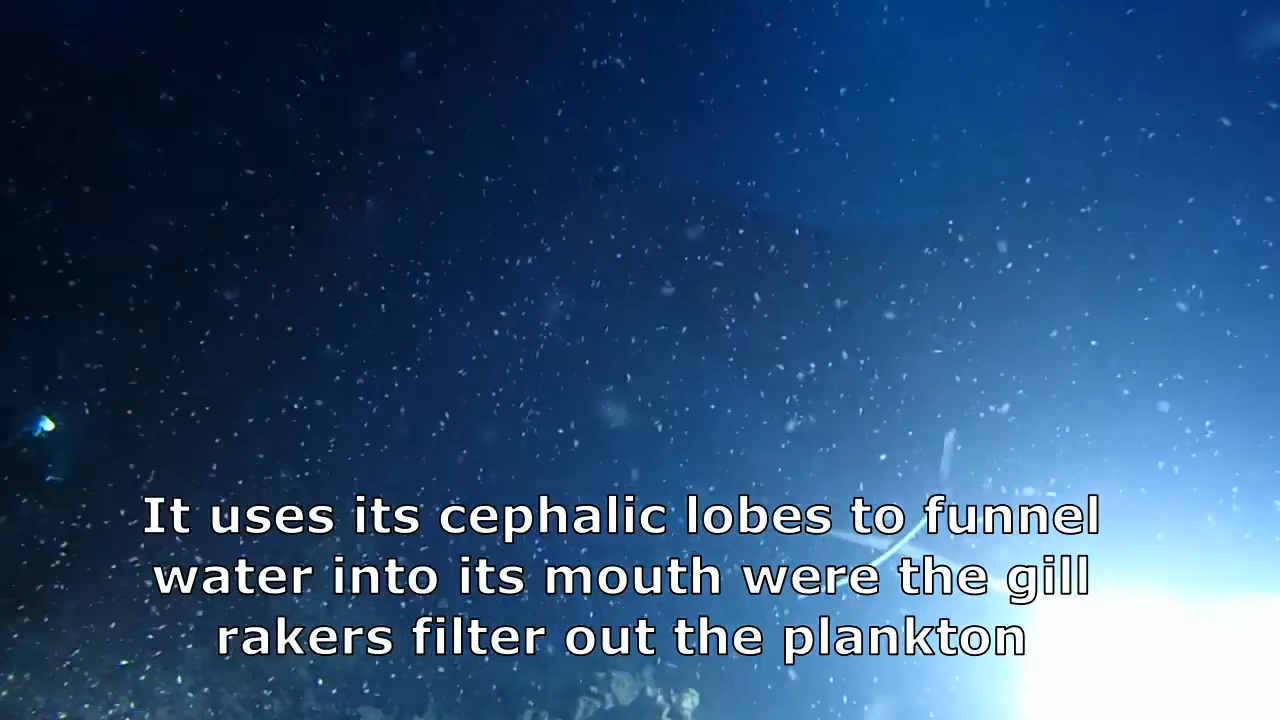 It uses its cephalic lobes to funnel
water into its mouth were the gill
rakers filter out the plankton